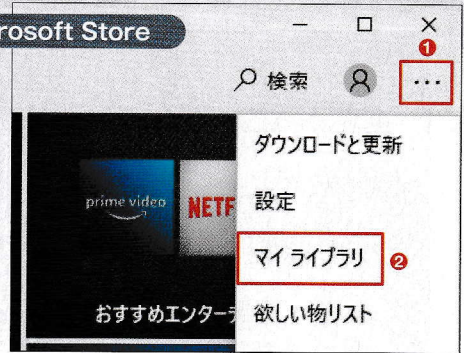 rosoft Store
❶
検索
…
ダウンロードと更新
prime video
NETF
設定
マイ ライブラリ ❷
おすすめエンターテ
欲しい物リスト